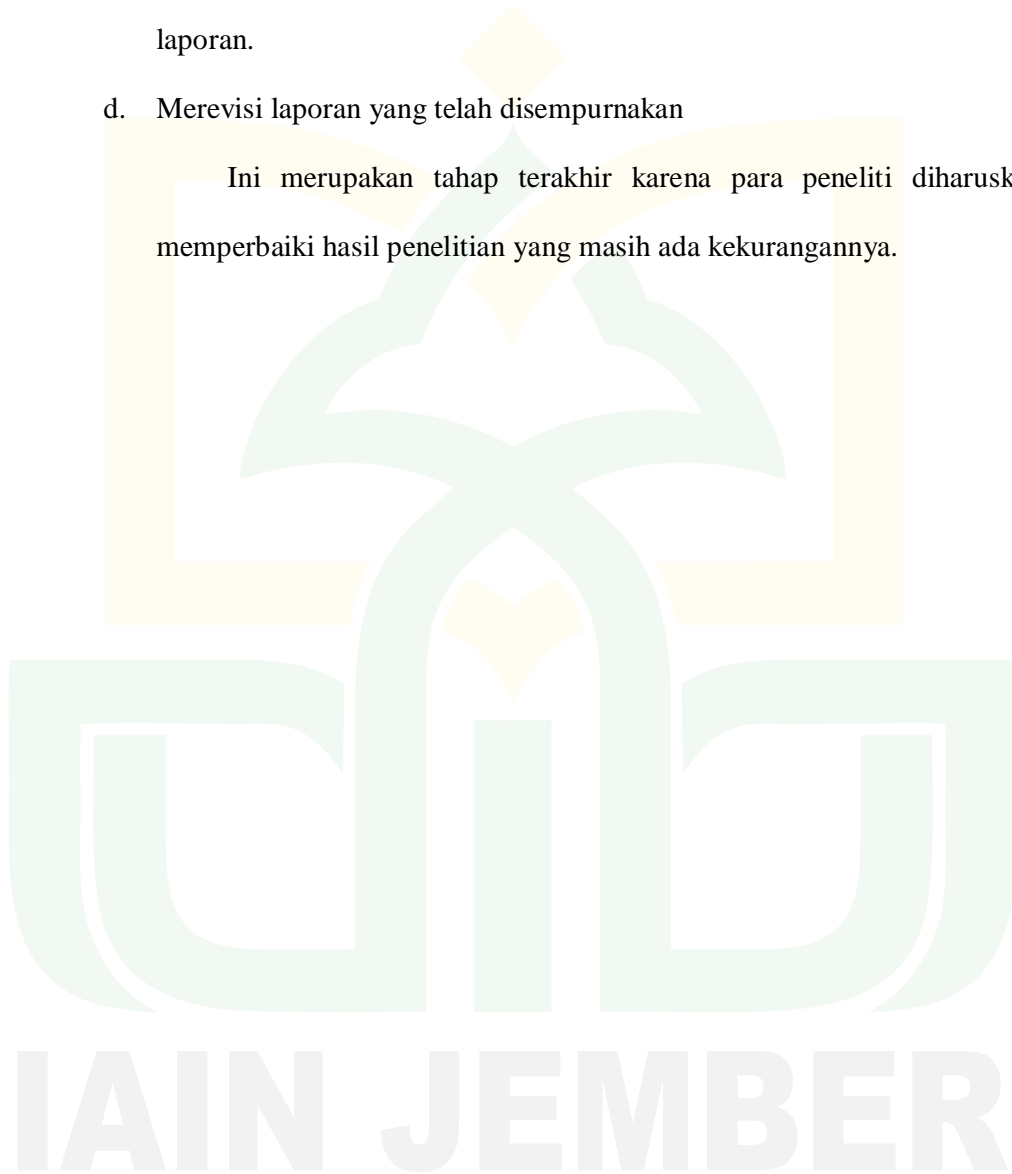 laporan.
d. Merevisi laporan yang telah disempurnakan
Ini merupakan tahap terakhir karena para peneliti diharusk
memperbaiki hasil penelitian yang masih ada kekurangannya.
IAIN JEMBER